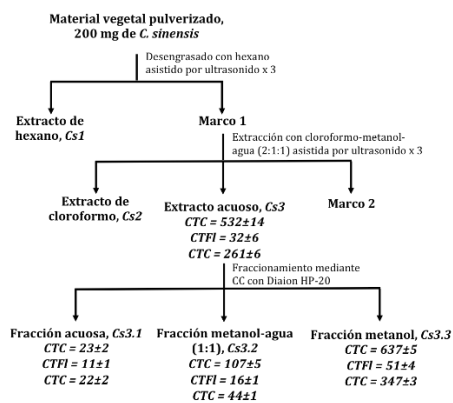 Material vegetal pulverizado,
200 mg de C. sinensis
Desengrasado con hexano
asistido por ultrasonido x 3
Extracto de
hexano, Cs1
Marco 1
Extracción con cloroformo-metanol-
agua (2:1:1) asistida por ultrasonido x 3
Extracto de
cloroformo, Cs2
Extracto acuoso, Cs3
CTC = 532±14
CTFl = 32±6
CTC = 261±6
Marco 2
Fraccionamiento mediante
CC con Diaion HP-20
Fracción acuosa, Cs3.1
CTC = 23±2
CTFl = 11±1
CTC = 22±2
Fracción metanol-agua
(1:1), Cs3.2
CTC = 107±5
CTFl = 16±1
CTC = 44±1
Fracción metanol, Cs3.3
CTC = 637±5
CTFl = 51±4
CTC = 347±3